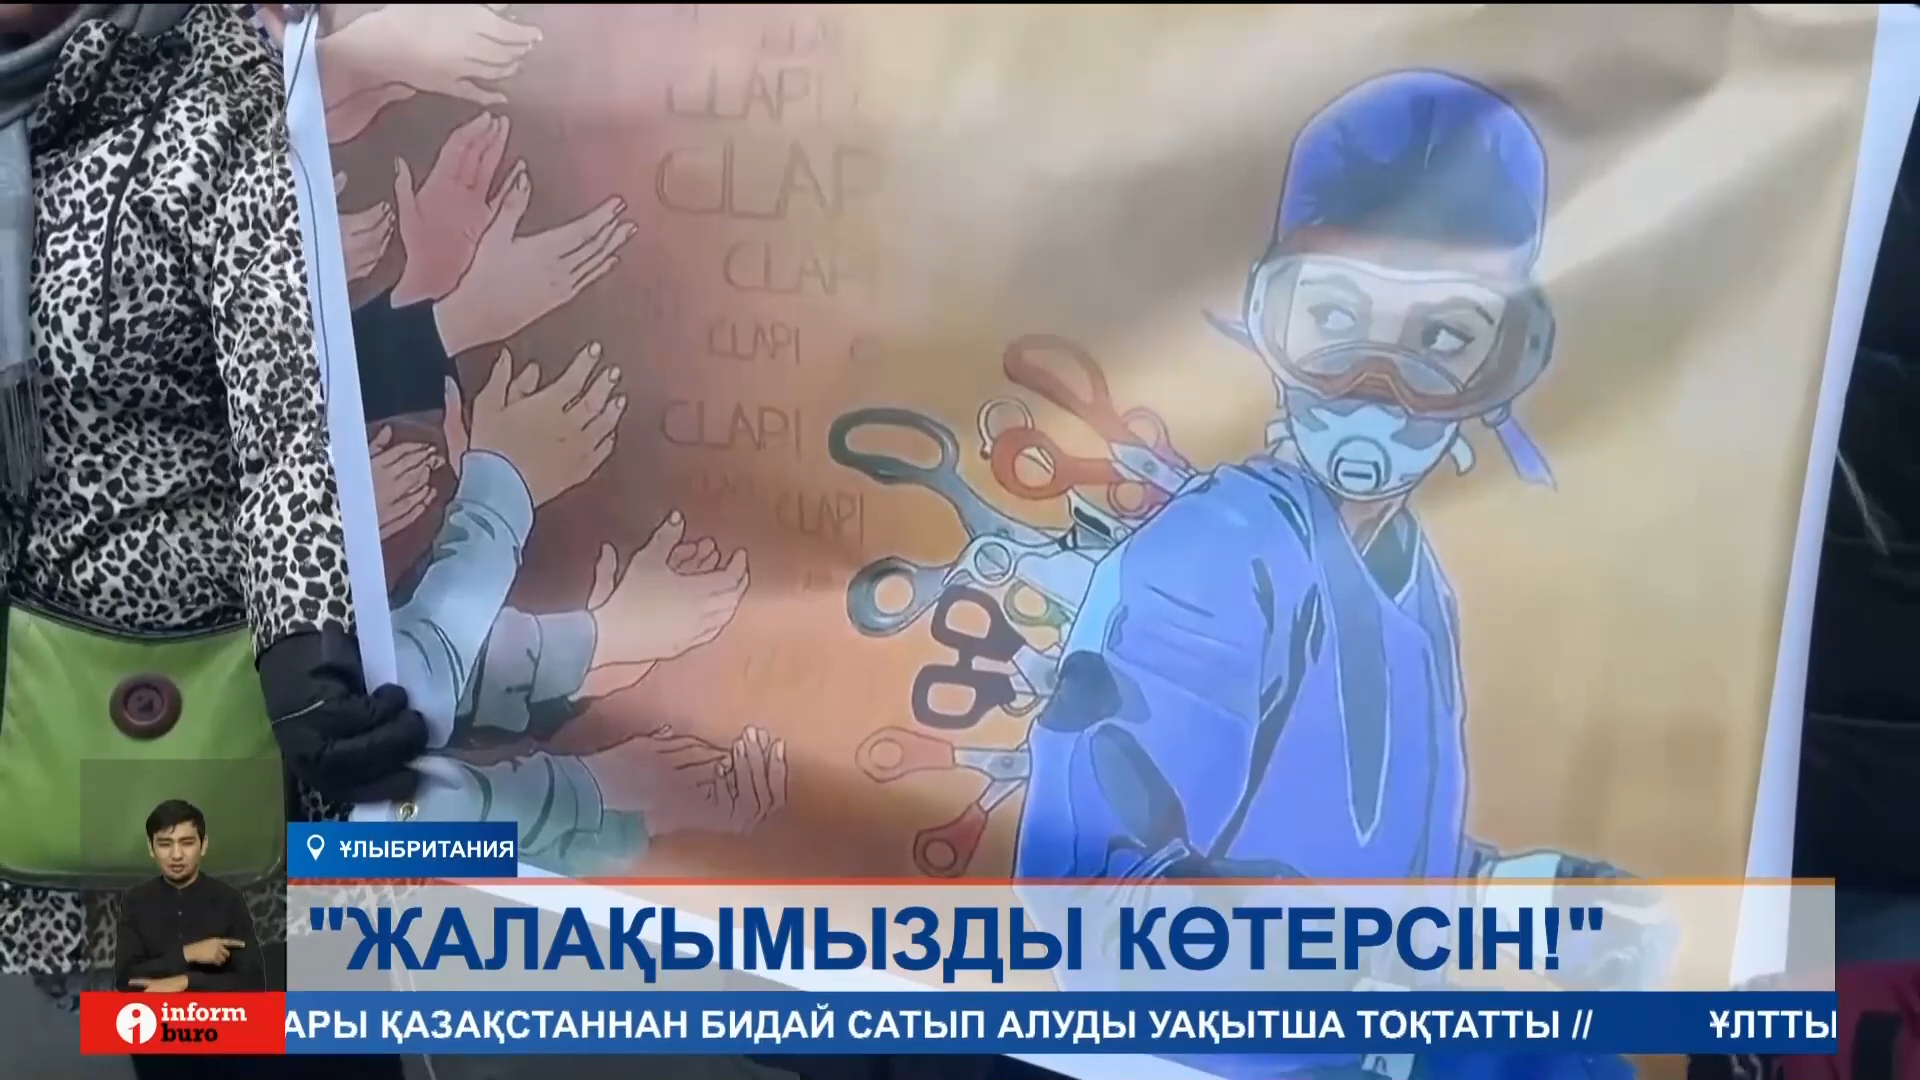 CLAP!
CLAP
CLAP!
CLAP!
CLAP!
ҰЛЫБРИТАНИЯ
"ЖАЛАҚЫМЫЗДЫ КӨТЕРСІН!"
inform
buro
АРЫ ҚАЗАҚСТАННАН БИДАЙ САТЫП АЛУДЫ УАҚЫТША ТОҚТАТТЫ // ҰЛТТЫ